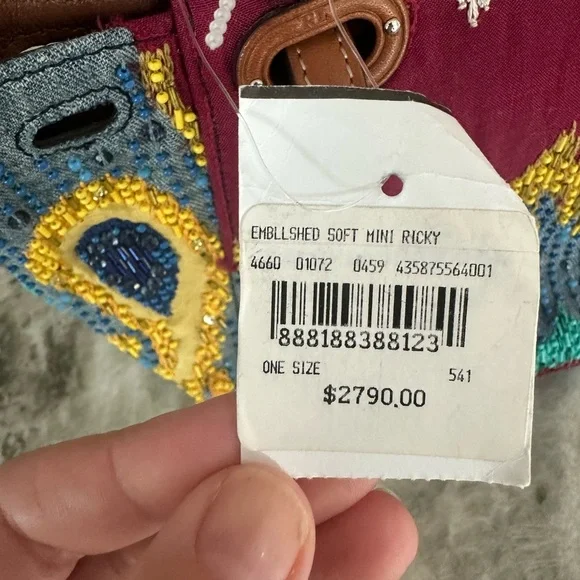 EMBLLSHED SOFT MINI RICKY
4660 01072 0459 435875564001
888188388123
ONE SIZE 541
$2790.00